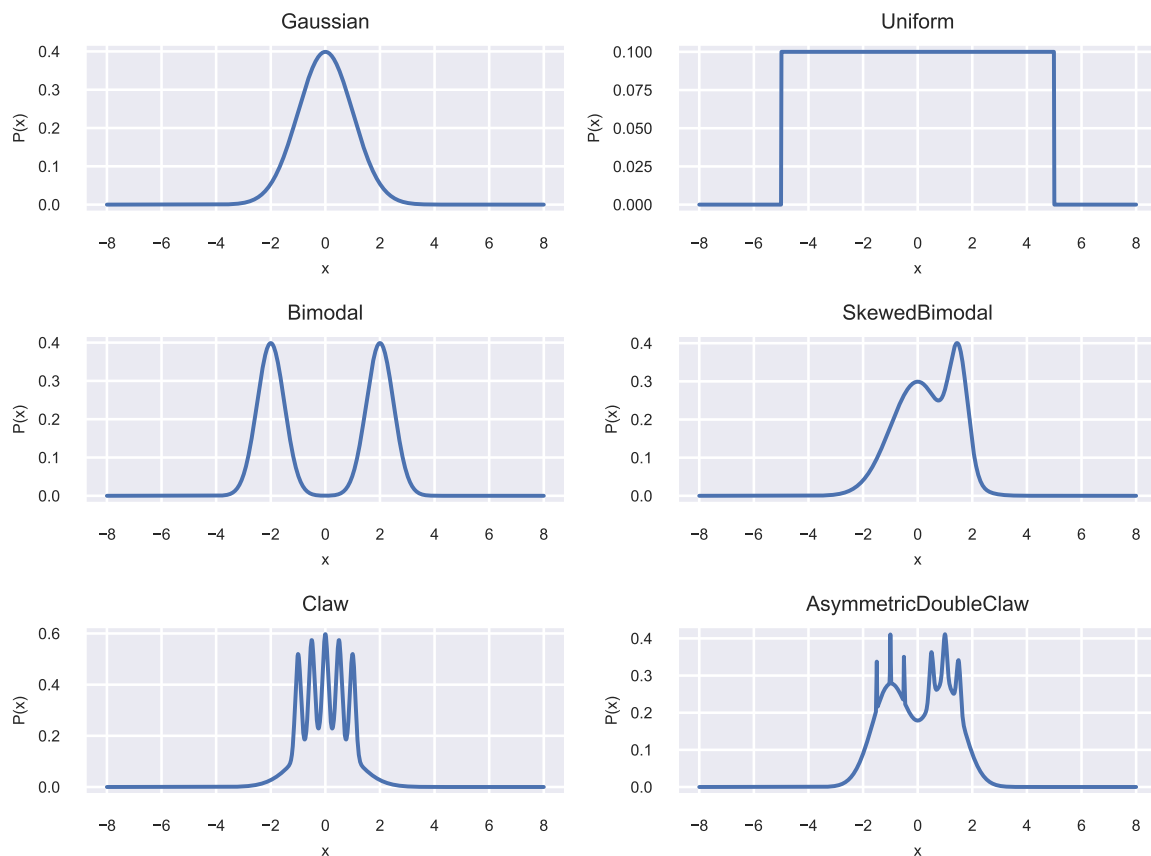 Gaussian
P(x)
0.4
0.3
0.2
0.1
0.0
−8 −6 −4 −2 0 2 4 6 8
x
Uniform
P(x)
0.100
0.075
0.050
0.025
0.000
−8 −6 −4 −2 0 2 4 6 8
x
Bimodal
P(x)
0.4
0.3
0.2
0.1
0.0
−8 −6 −4 −2 0 2 4 6 8
x
SkewedBimodal
P(x)
0.4
0.3
0.2
0.1
0.0
−8 −6 −4 −2 0 2 4 6 8
x
Claw
P(x)
0.6
0.4
0.2
0.0
−8 −6 −4 −2 0 2 4 6 8
x
AsymmetricDoubleClaw
P(x)
0.4
0.3
0.2
0.1
0.0
−8 −6 −4 −2 0 2 4 6 8
x